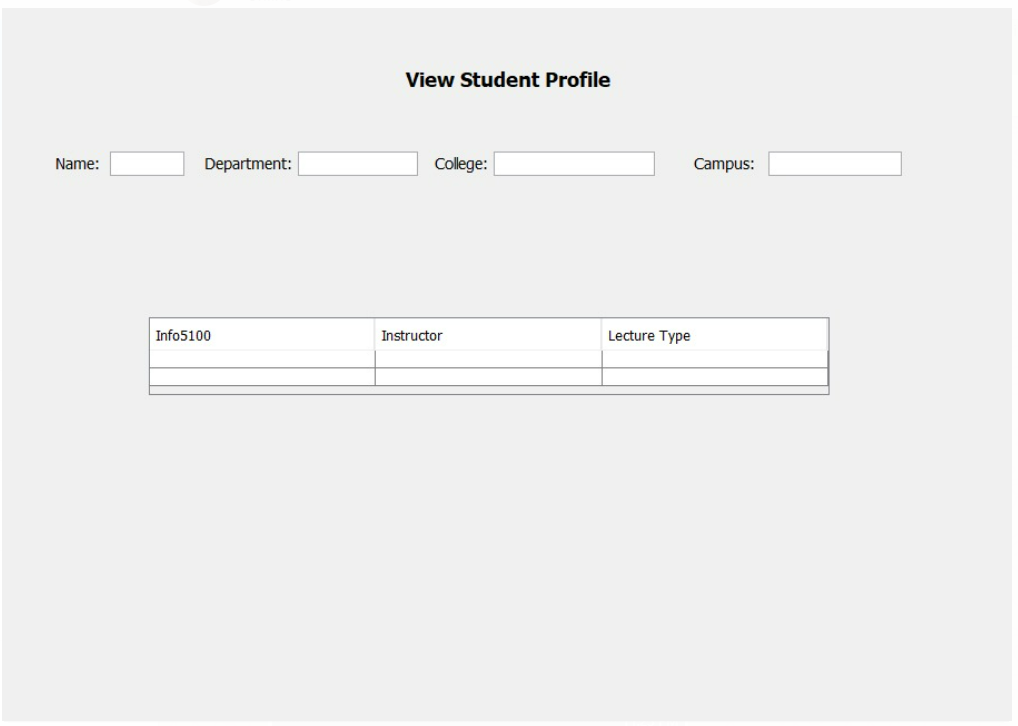 View Student Profile
Name: Department: College: Campus:
Info5100 Instructor Lecture Type